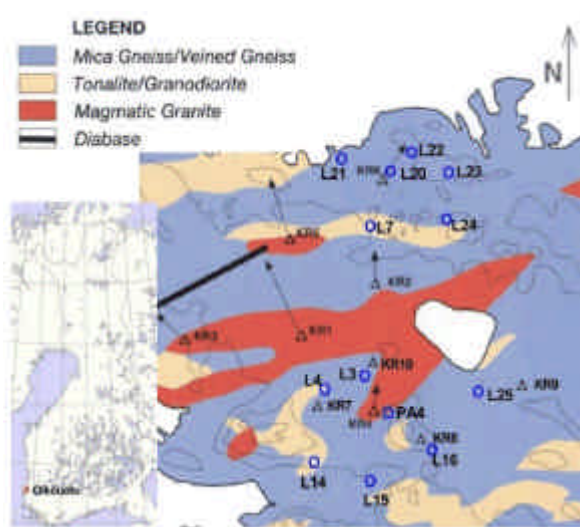 LEGEND
Mica Gneiss/Veined Gneiss
Tonalite/Granodiorite
Magmatic Granite
Diabase
N
L22
L21
L20
L23
L24
L7
KR2
KR1
KR3
KR10
L3
L4
KR7
PA4
L25
KR9
KR8
L16
L14
L15
Olkiluoto